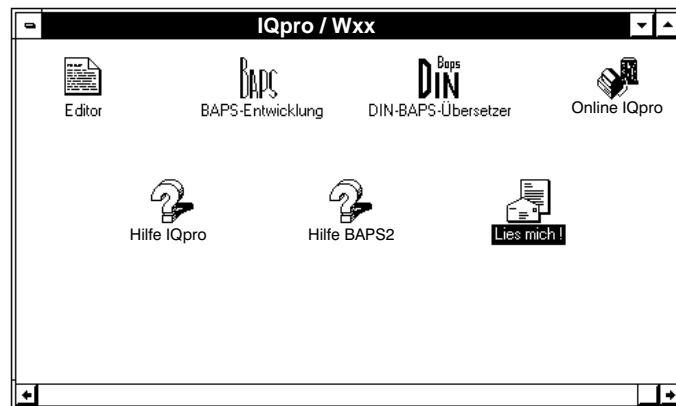 IQpro / Wxx
BAPS
Baps
DIN
Editor
BAPS-Entwicklung
DIN-BAPS-Übersetzer
Online IQpro
Hilfe IQpro
Hilfe BAPS2
Lies mich !